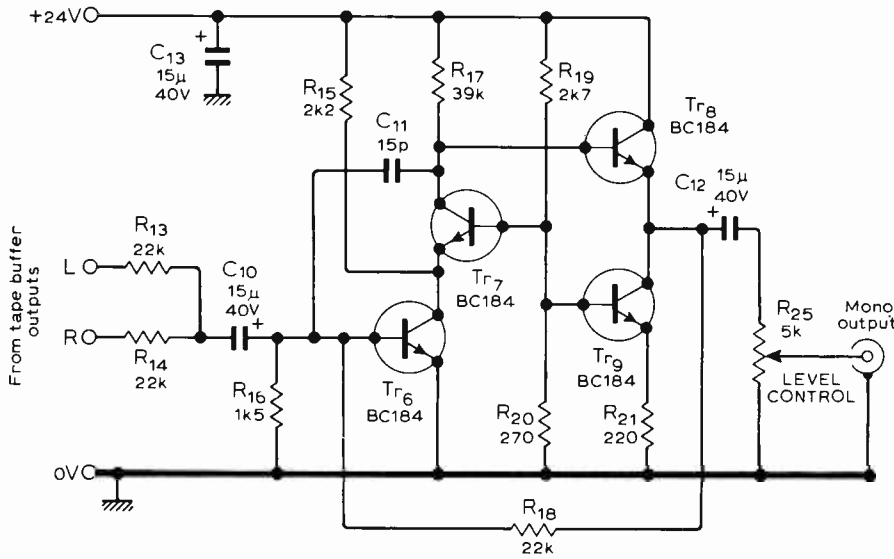 +24V
C13
15µ
40V
R15
2k2
R17
39k
R19
2k7
Tr8
BC184
C11
15p
C12
15µ
40V
From tape buffer
outputs
L
R13
22k
C10
15µ
40V
Tr7
BC184
R
R14
22k
R16
1k5
Tr6
BC184
Tr9
BC184
R25
5k
Mono
output
LEVEL
CONTROL
R20
270
R21
220
0V
R18
22k